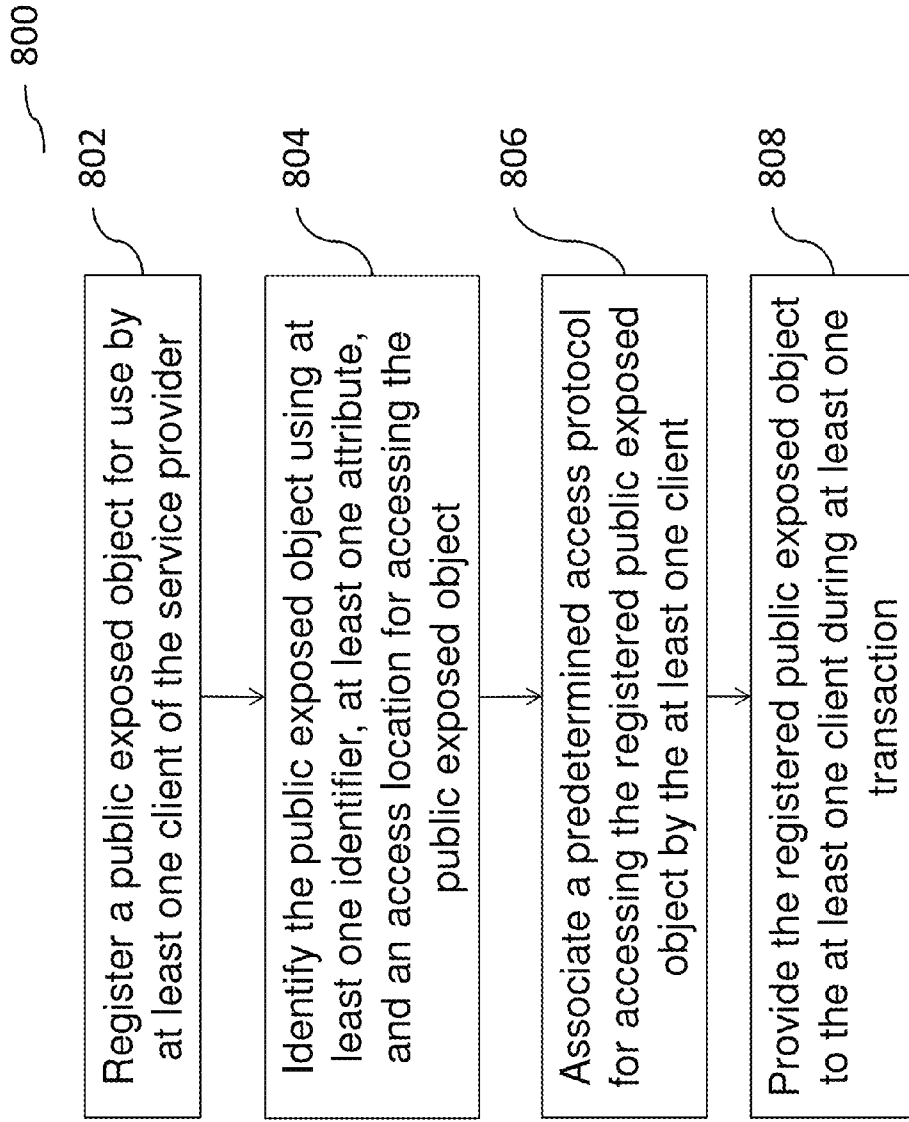 800
802
Register a public exposed object for use by
at least one client of the service provider
804
Identify the public exposed object using at
least one identifier, at least one attribute,
and an access location for accessing the
public exposed object
806
Associate a predetermined access protocol
for accessing the registered public exposed
object by the at least one client
808
Provide the registered public exposed object
to the at least one client during at least one
transaction